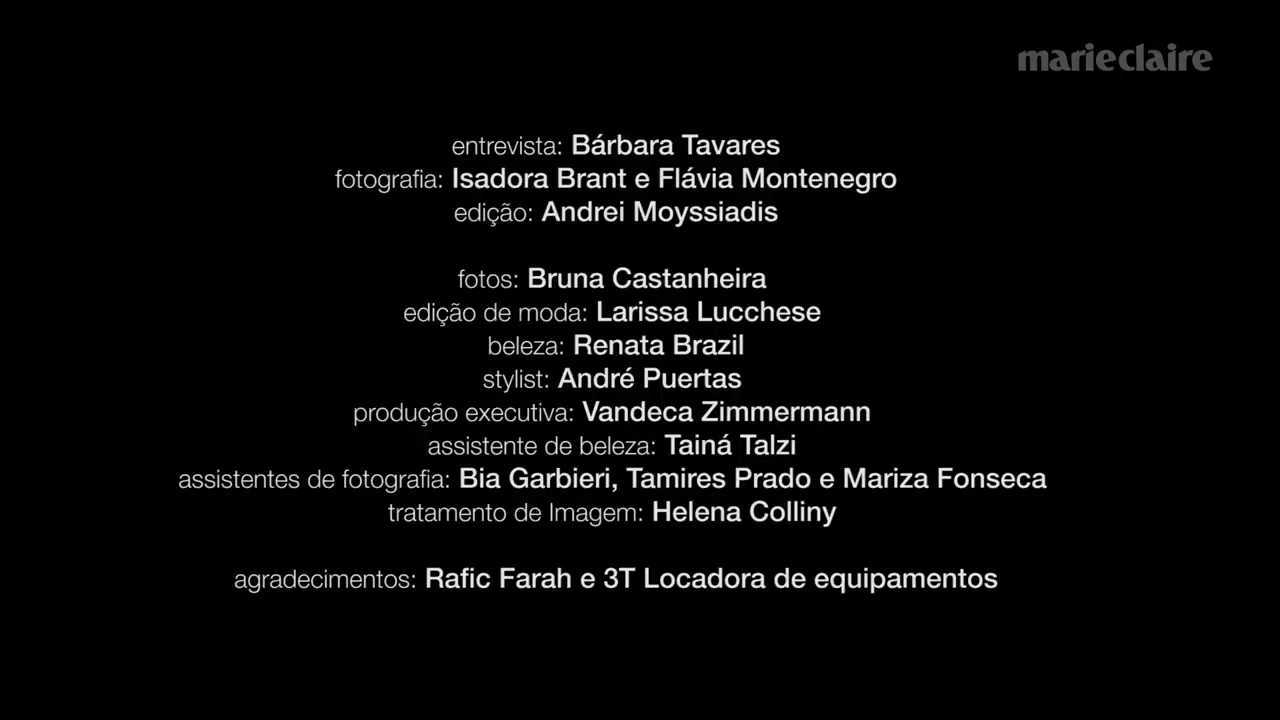 marieclaire
entrevista: Bárbara Tavares
fotografia: Isadora Brant e Flávia Montenegro
edição: Andrei Moyssiadis
fotos: Bruna Castanheira
edição de moda: Larissa Lucchese
beleza: Renata Brazil
stylist: André Puertas
produção executiva: Vandeca Zimmermann
assistente de beleza: Tainá Talzi
assistentes de fotografia: Bia Garbieri, Tamires Prado e Mariza Fonseca
tratamento de Imagem: Helena Colliny
agradecimentos: Rafic Farah e 3T Locadora de equipamentos